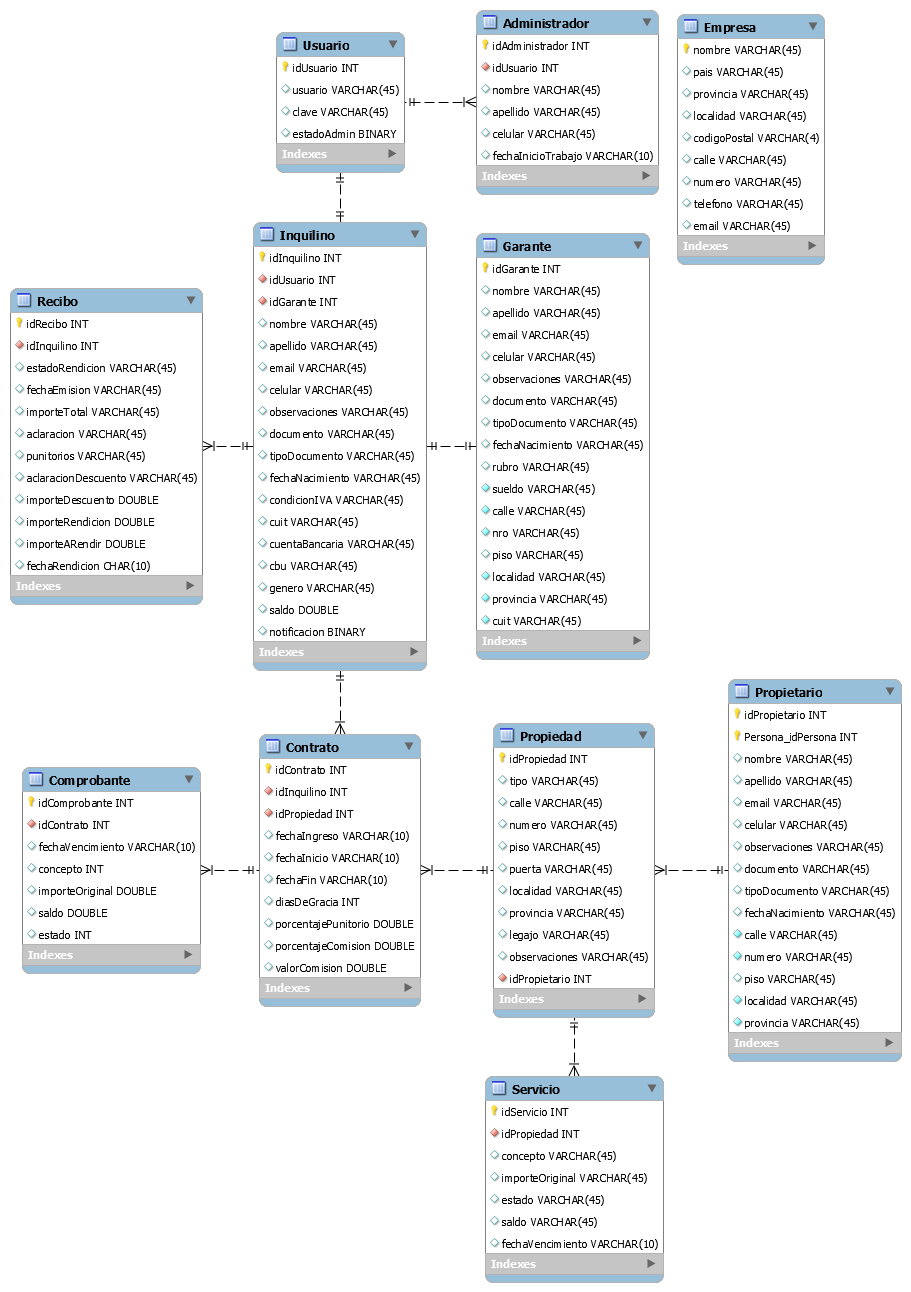 Usuario
idUsuario INT
usuario VARCHAR(45)
clave VARCHAR(45)
estadoAdmin BINARY
Indexes
Administrador
idAdministrador INT
idUsuario INT
nombre VARCHAR(45)
apellido VARCHAR(45)
celular VARCHAR(45)
fechaInicioTrabajo VARCHAR(10)
Indexes
Empresa
nombre VARCHAR(45)
pais VARCHAR(45)
provincia VARCHAR(45)
localidad VARCHAR(45)
codigoPostal VARCHAR(4)
calle VARCHAR(45)
numero VARCHAR(45)
telefono VARCHAR(45)
email VARCHAR(45)
Indexes
Inquilino
idInquilino INT
idUsuario INT
idGarante INT
nombre VARCHAR(45)
apellido VARCHAR(45)
email VARCHAR(45)
celular VARCHAR(45)
observaciones VARCHAR(45)
documento VARCHAR(45)
tipoDocumento VARCHAR(45)
fechaNacimiento VARCHAR(45)
condicionIVA VARCHAR(45)
cuit VARCHAR(45)
cuentaBancaria VARCHAR(45)
cbu VARCHAR(45)
genero VARCHAR(45)
saldo DOUBLE
notificacion BINARY
Indexes
Garante
idGarante INT
nombre VARCHAR(45)
apellido VARCHAR(45)
email VARCHAR(45)
celular VARCHAR(45)
observaciones VARCHAR(45)
documento VARCHAR(45)
tipoDocumento VARCHAR(45)
fechaNacimiento VARCHAR(45)
rubro VARCHAR(45)
sueldo VARCHAR(45)
calle VARCHAR(45)
nro VARCHAR(45)
piso VARCHAR(45)
localidad VARCHAR(45)
provincia VARCHAR(45)
cuit VARCHAR(45)
Indexes
Recibo
idRecibo INT
idInquilino INT
estadoRendicion VARCHAR(45)
fechaEmision VARCHAR(45)
importeTotal VARCHAR(45)
aclaracion VARCHAR(45)
punitorios VARCHAR(45)
aclaracionDescuento VARCHAR(45)
importeDescuento DOUBLE
importeRendicion DOUBLE
importeARendir DOUBLE
fechaRendicion CHAR(10)
Indexes
Comprobante
idComprobante INT
idContrato INT
fechaVencimiento VARCHAR(10)
concepto INT
importeOriginal DOUBLE
saldo DOUBLE
estado INT
Indexes
Contrato
idContrato INT
idInquilino INT
idPropiedad INT
fechaIngreso VARCHAR(10)
fechaInicio VARCHAR(10)
fechaFin VARCHAR(10)
diasDeGracia INT
porcentajePunitorio DOUBLE
porcentajeComision DOUBLE
valorComision DOUBLE
Indexes
Propiedad
idPropiedad INT
tipo VARCHAR(45)
calle VARCHAR(45)
numero VARCHAR(45)
piso VARCHAR(45)
puerta VARCHAR(45)
localidad VARCHAR(45)
provincia VARCHAR(45)
legajo VARCHAR(45)
observaciones VARCHAR(45)
idPropietario INT
Indexes
Propietario
idPropietario INT
Persona_idPersona INT
nombre VARCHAR(45)
apellido VARCHAR(45)
email VARCHAR(45)
celular VARCHAR(45)
observaciones VARCHAR(45)
documento VARCHAR(45)
tipoDocumento VARCHAR(45)
fechaNacimiento VARCHAR(45)
calle VARCHAR(45)
numero VARCHAR(45)
piso VARCHAR(45)
localidad VARCHAR(45)
provincia VARCHAR(45)
Indexes
Servicio
idServicio INT
idPropiedad INT
concepto VARCHAR(45)
importeOriginal VARCHAR(45)
estado VARCHAR(45)
saldo VARCHAR(45)
fechaVencimiento VARCHAR(10)
Indexes